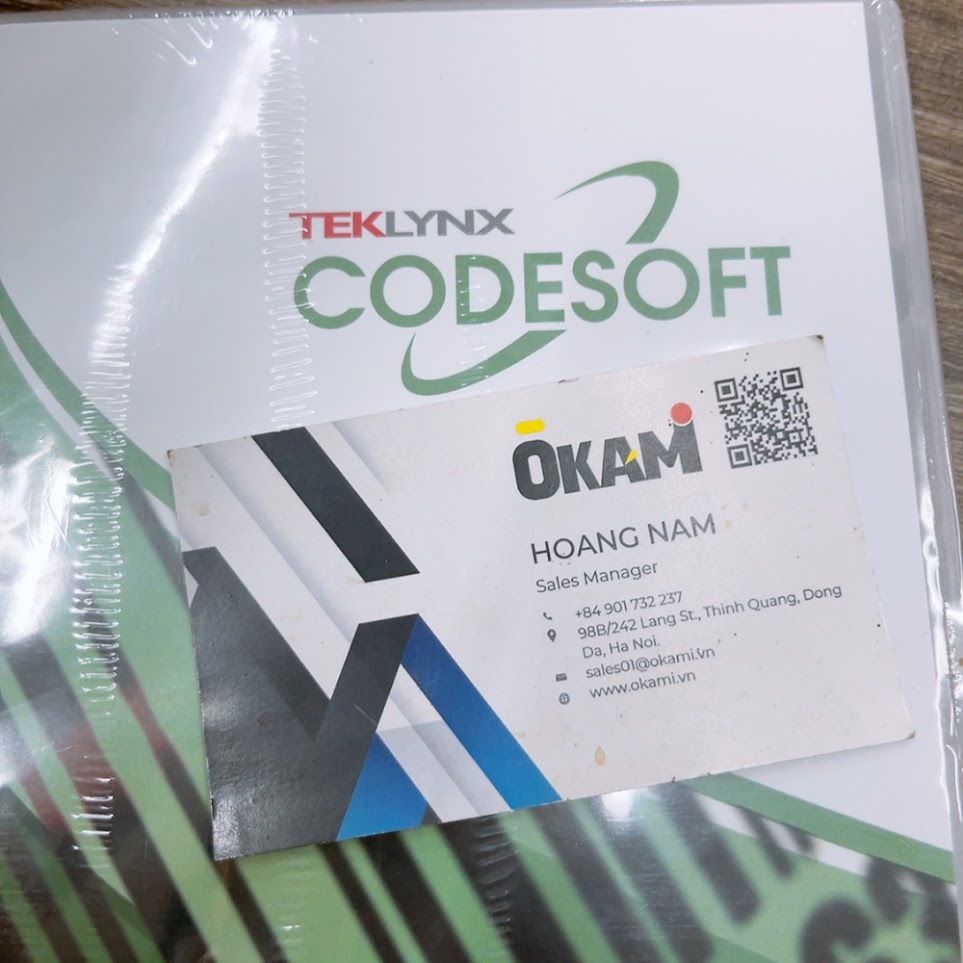 TEKLYNX
CODESOFT
ŌKAMI
HOANG NAM
Sales Manager
+84 901 732 237
98B/242 Lang St., Thinh Quang, Dong
Da, Ha Noi.
sales01@okami.vn
www.okami.vn